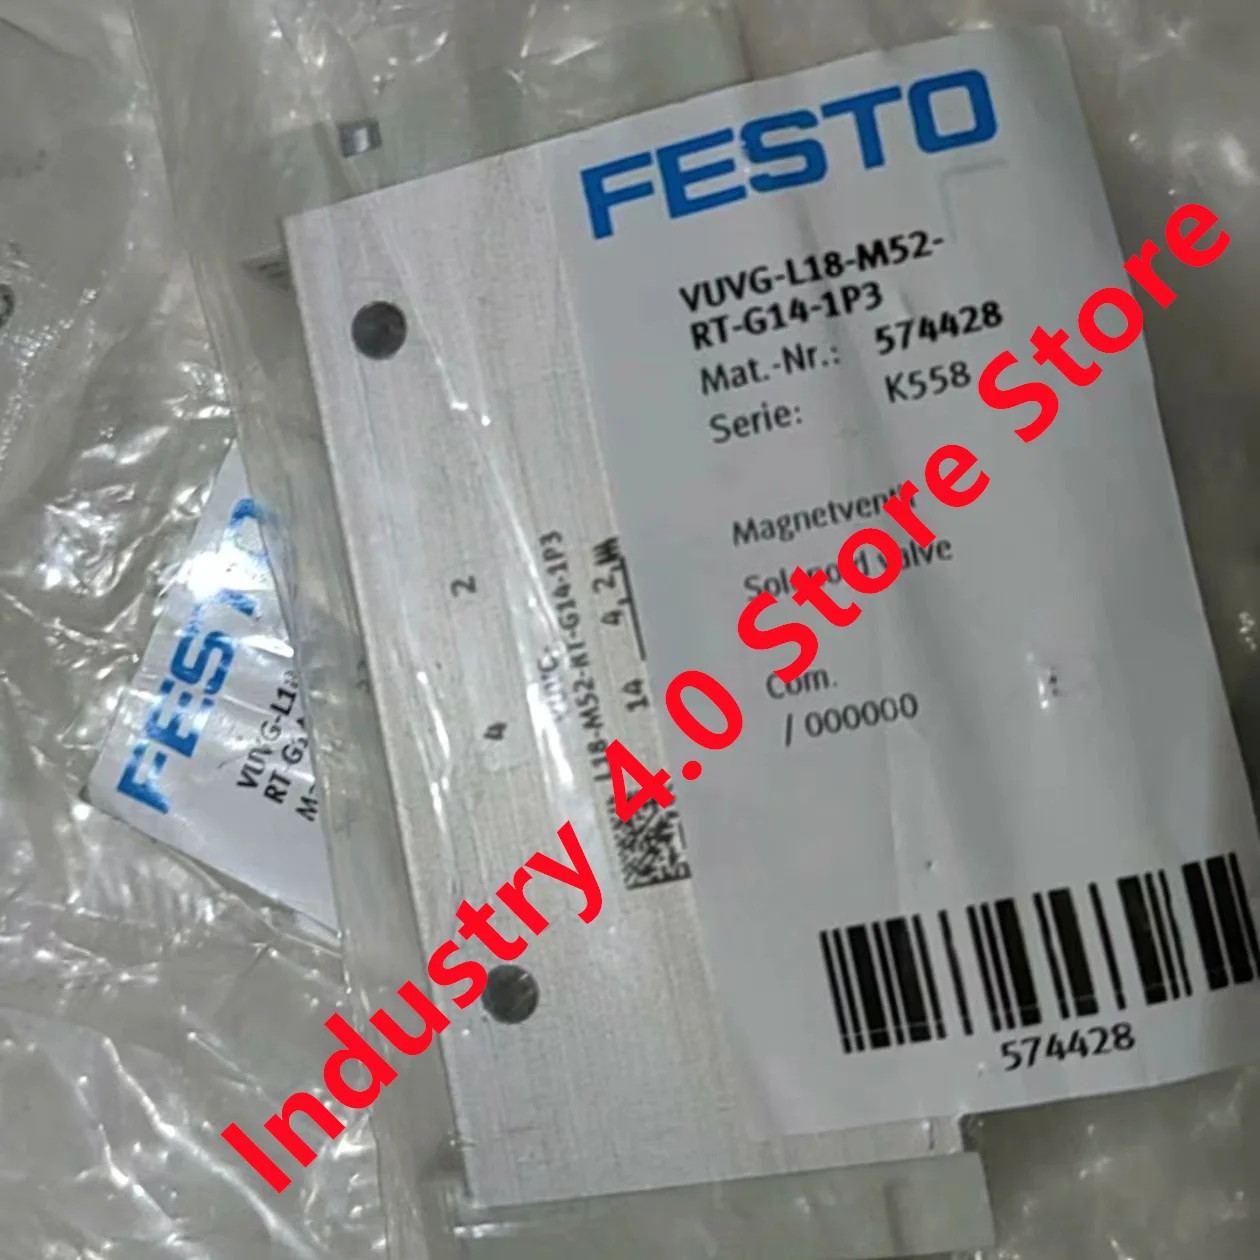 FESTO
VUVG-L18-M52-
RT-G14-1P3
Mat.-Nr.: 574428
Serie: K558
Magnetventil
Solenoid valve
Com.
/ 000000
574428
2
4
L18-M52-RT-G14-1P3
14 4 2
FESTO
VUVG-L18
RT-G1
Industry 4.0 Store Store Store